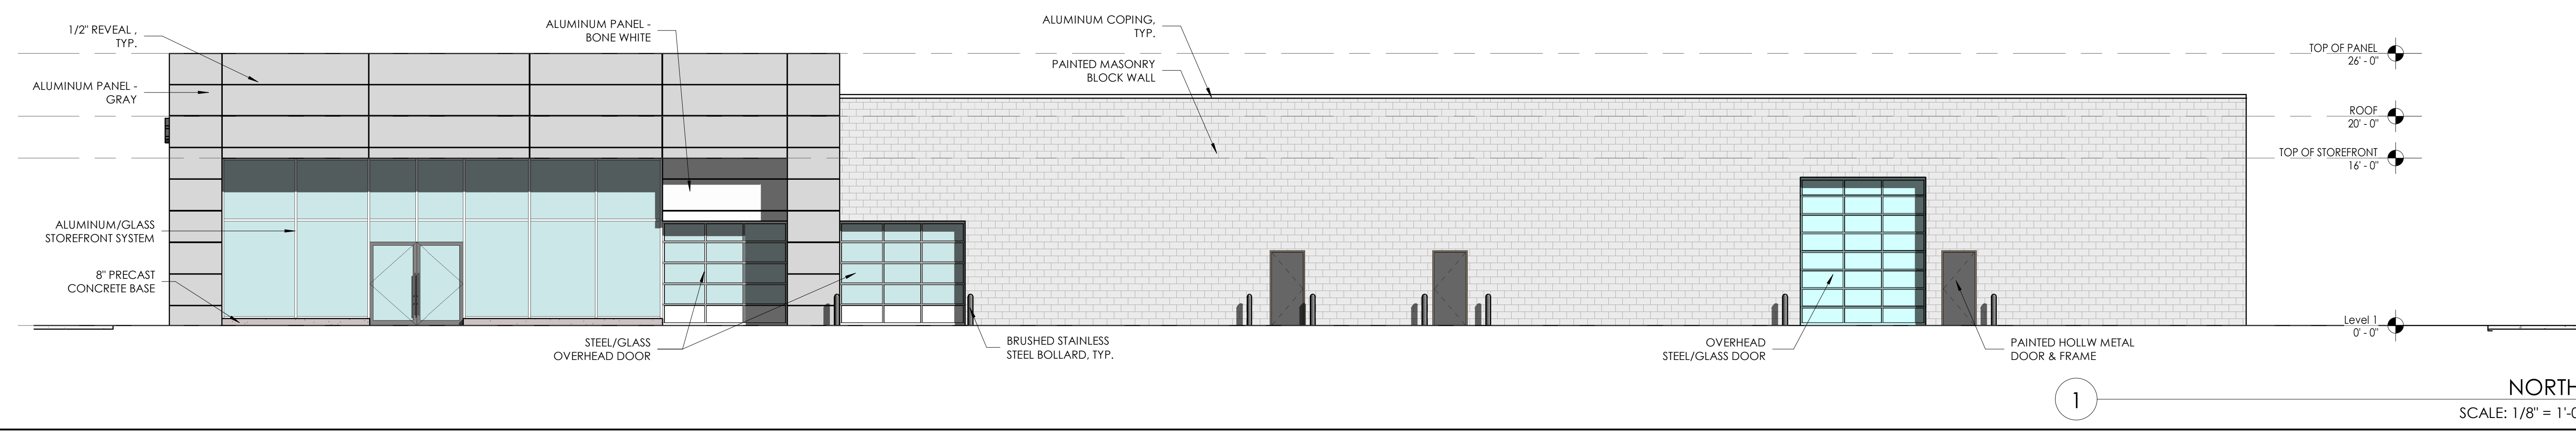 1/2" REVEAL ,
TYP.
ALUMINUM PANEL -
GRAY
ALUMINUM/GLASS
STOREFRONT SYSTEM
8" PRECAST
CONCRETE BASE
ALUMINUM PANEL -
BONE WHITE
STEEL/GLASS
OVERHEAD DOOR
ALUMINUM COPING,
TYP.
PAINTED MASONRY
BLOCK WALL
BRUSHED STAINLESS
STEEL BOLLARD, TYP.
OVERHEAD
STEEL/GLASS DOOR
PAINTED HOLLW METAL
DOOR & FRAME
TOP OF PANEL
26' - 0"
ROOF
20' - 0"
TOP OF STOREFRONT
16' - 0"
Level 1
0' - 0"
1
NORTH
SCALE: 1/8" = 1'-0